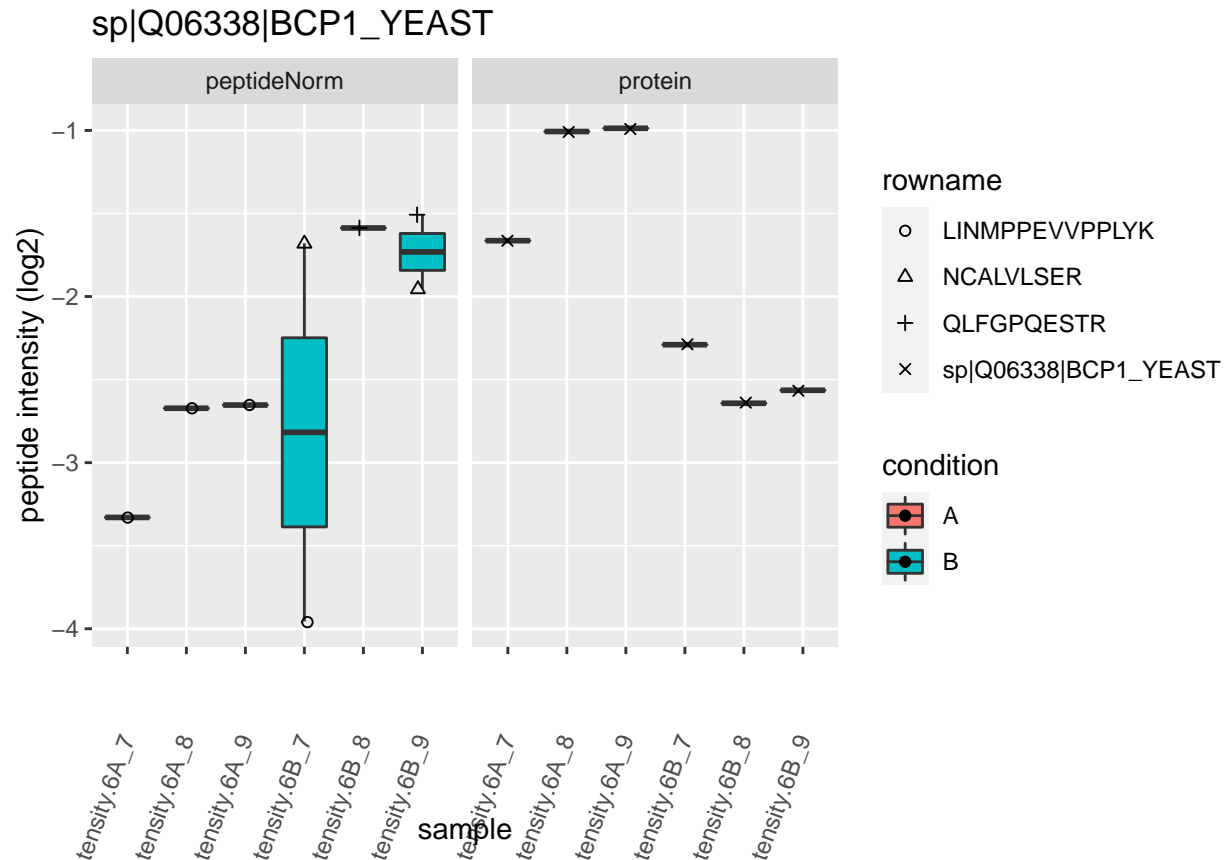 sp|Q06338|BCP1_YEAST
peptideNorm
protein
−1
−2
−3
−4
peptide intensity (log2)
tensity.6A_7
tensity.6A_8
tensity.6A_9
tensity.6B_7
tensity.6B_8
tensity.6B_9
tensity.6A_7
tensity.6A_8
tensity.6A_9
tensity.6B_7
tensity.6B_8
tensity.6B_9
sample
rowname
LINMPPEVVPPLYK
NCALVLSER
QLFGPQESTR
sp|Q06338|BCP1_YEAST
condition
A
B